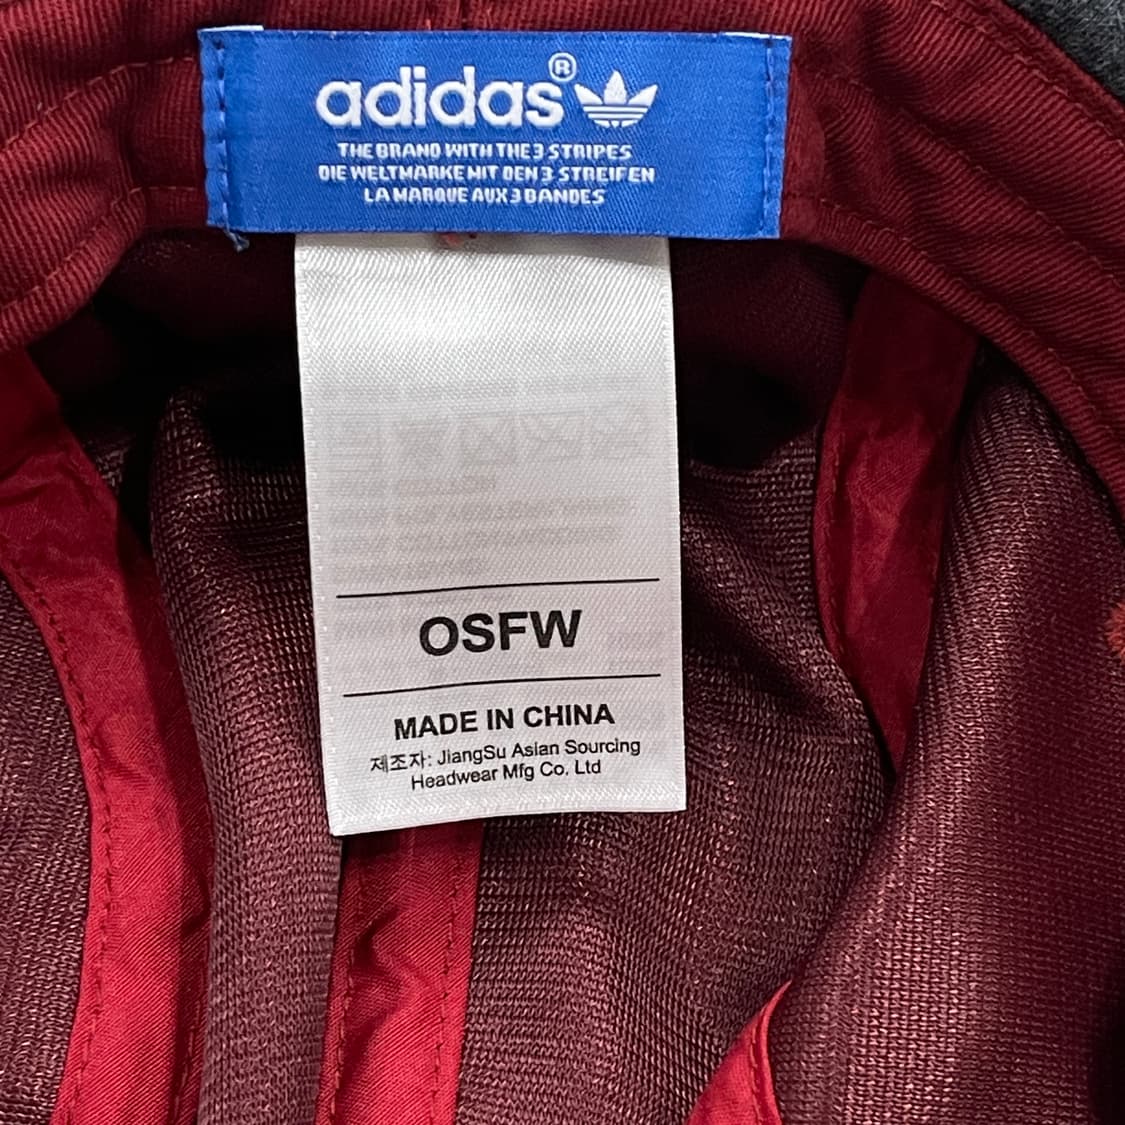 adidas®
THE BRAND WITH THE 3 STRIPES
DIE WELTMARKE MIT DEN 3 STREIFEN
LA MARQUE AUX 3 BANDES
OSFW
MADE IN CHINA
제조자: JiangSu Asian Sourcing
Headwear Mfg Co. Ltd